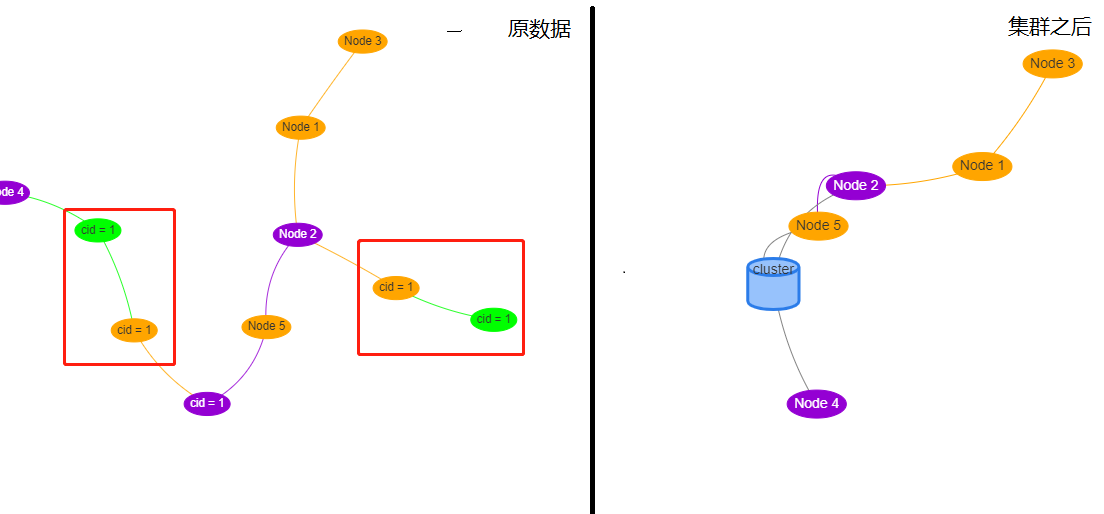 原数据
Node 3
Node 1
ode 4
cid = 1
Node 2
cid = 1
cid = 1
Node 5
cid = 1
cid = 1
集群之后
Node 3
Node 1
Node 2
Node 5
cluster
Node 4